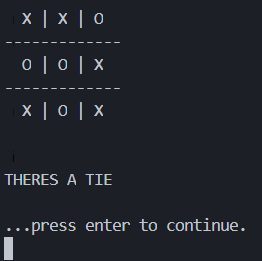 X | X | O
-------------
O | O | X
-------------
X | O | X
THERES A TIE
...press enter to continue.